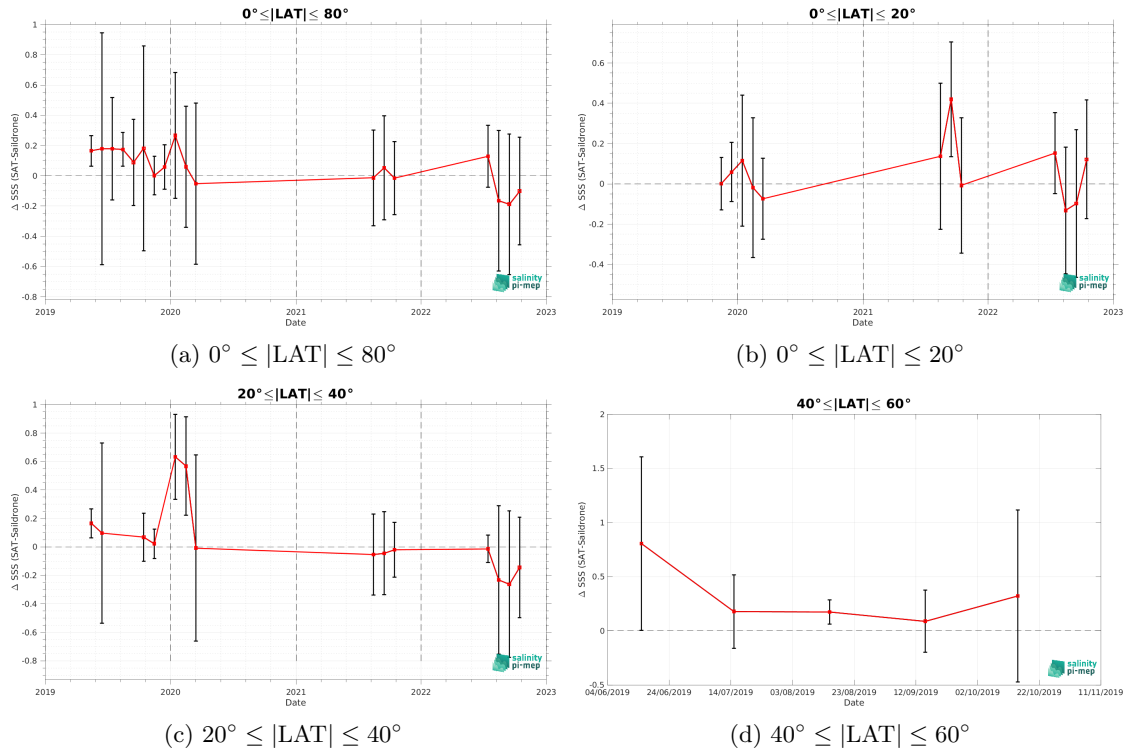 0°≤|LAT|≤ 80°
1
0.8
0.6
0.4
0.2
0
-0.2
-0.4
-0.6
-0.8
Δ SSS (SAT-Saildrone)
2019
2020
2021
2022
2023
Date
salinity
pi-mep
(a) 0° ≤ |LAT| ≤ 80°
0°≤|LAT|≤ 20°
0.6
0.4
0.2
0
-0.2
-0.4
Δ SSS (SAT-Saildrone)
2019
2020
2021
2022
2023
Date
salinity
pi-mep
(b) 0° ≤ |LAT| ≤ 20°
20°≤|LAT|≤ 40°
1
0.8
0.6
0.4
0.2
0
-0.2
-0.4
-0.6
-0.8
Δ SSS (SAT-Saildrone)
2019
2020
2021
2022
2023
Date
salinity
pi-mep
(c) 20° ≤ |LAT| ≤ 40°
40°≤|LAT|≤ 60°
2
1.5
1
0.5
0
-0.5
Δ SSS (SAT-Saildrone)
04/06/2019
24/06/2019
14/07/2019
03/08/2019
23/08/2019
12/09/2019
02/10/2019
22/10/2019
11/11/2019
Date
salinity
pi-mep
(d) 40° ≤ |LAT| ≤ 60°